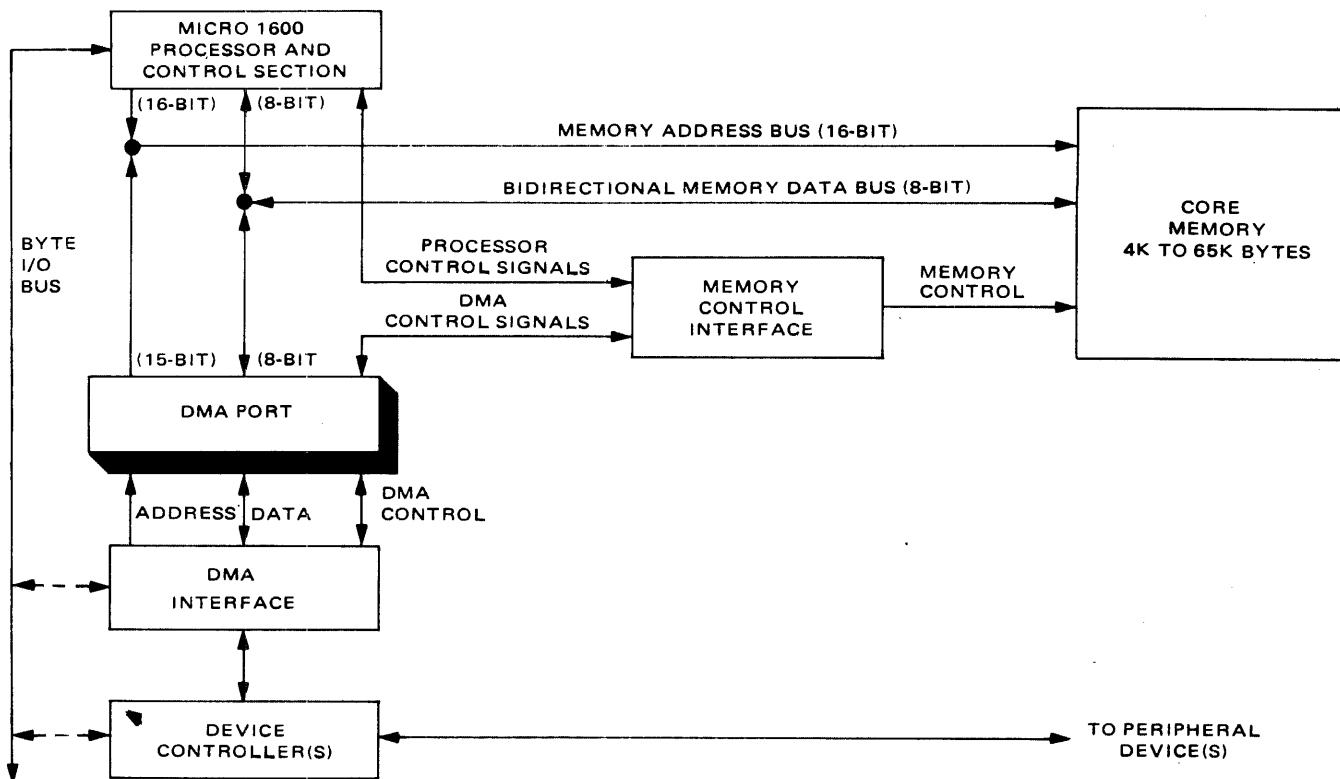 MICRO 1600
PROCESSOR AND
CONTROL SECTION
(16-BIT) (8-BIT)
MEMORY ADDRESS BUS (16-BIT)
BIDIRECTIONAL MEMORY DATA BUS (8-BIT)
CORE
MEMORY
4K TO 65K BYTES
BYTE
I/O
BUS
PROCESSOR
CONTROL SIGNALS
DMA
CONTROL SIGNALS
MEMORY
CONTROL
INTERFACE
MEMORY
CONTROL
(15-BIT) (8-BIT
DMA PORT
ADDRESS DATA
DMA
CONTROL
DMA
INTERFACE
DEVICE
CONTROLLER(S)
TO PERIPHERAL
DEVICE(S)